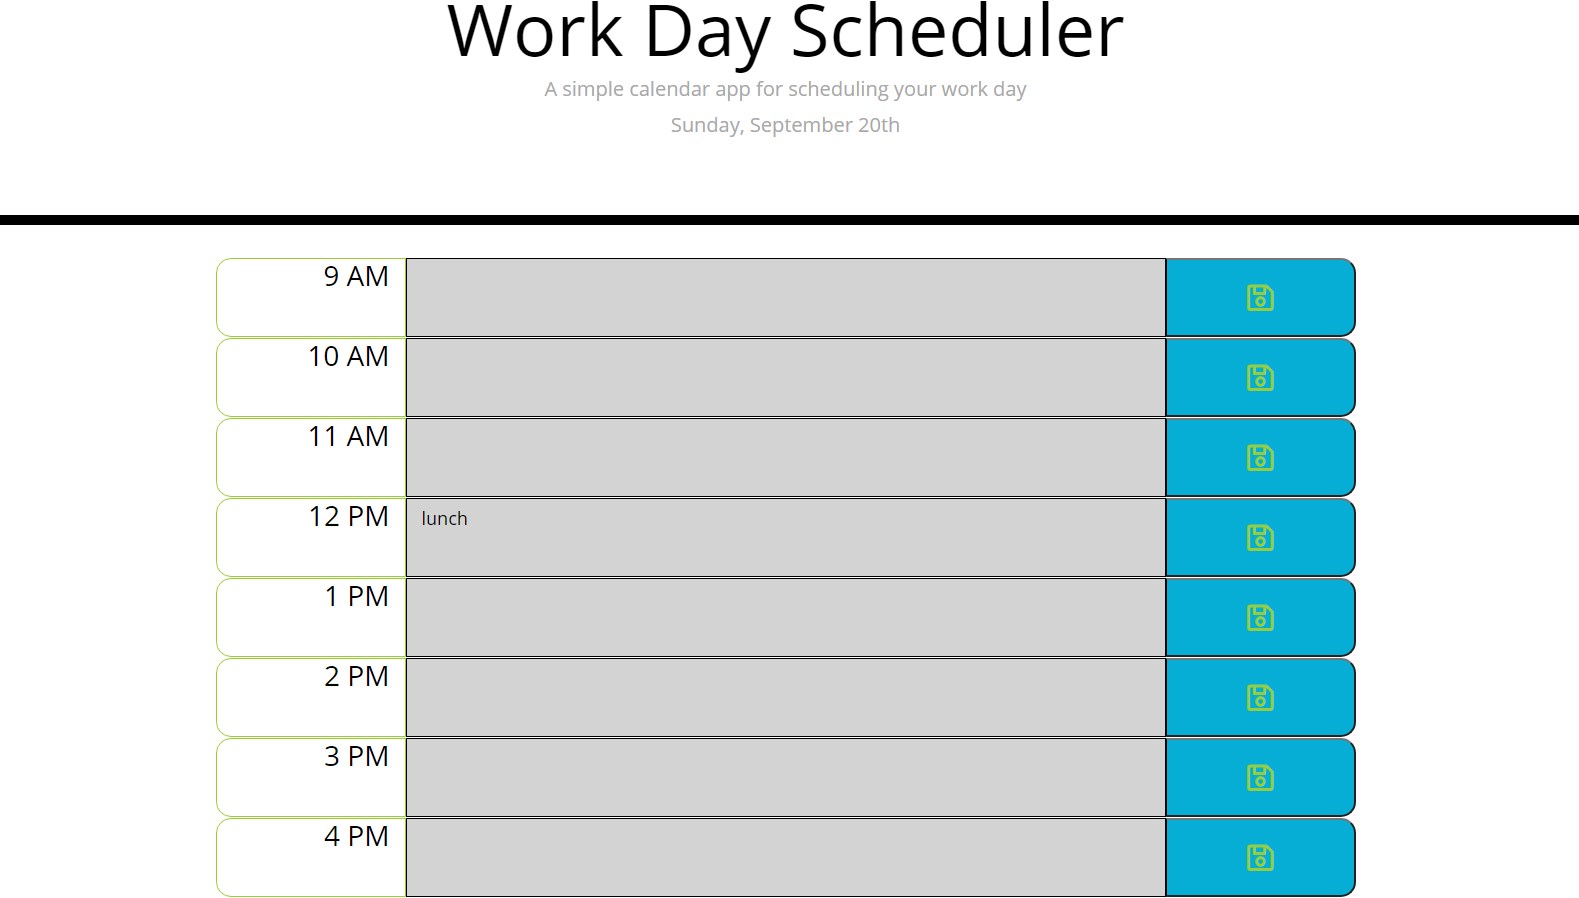 Work Day Scheduler
A simple calendar app for scheduling your work day
Sunday, September 20th
9 AM
10 AM
11 AM
12 PM lunch
1 PM
2 PM
3 PM
4 PM